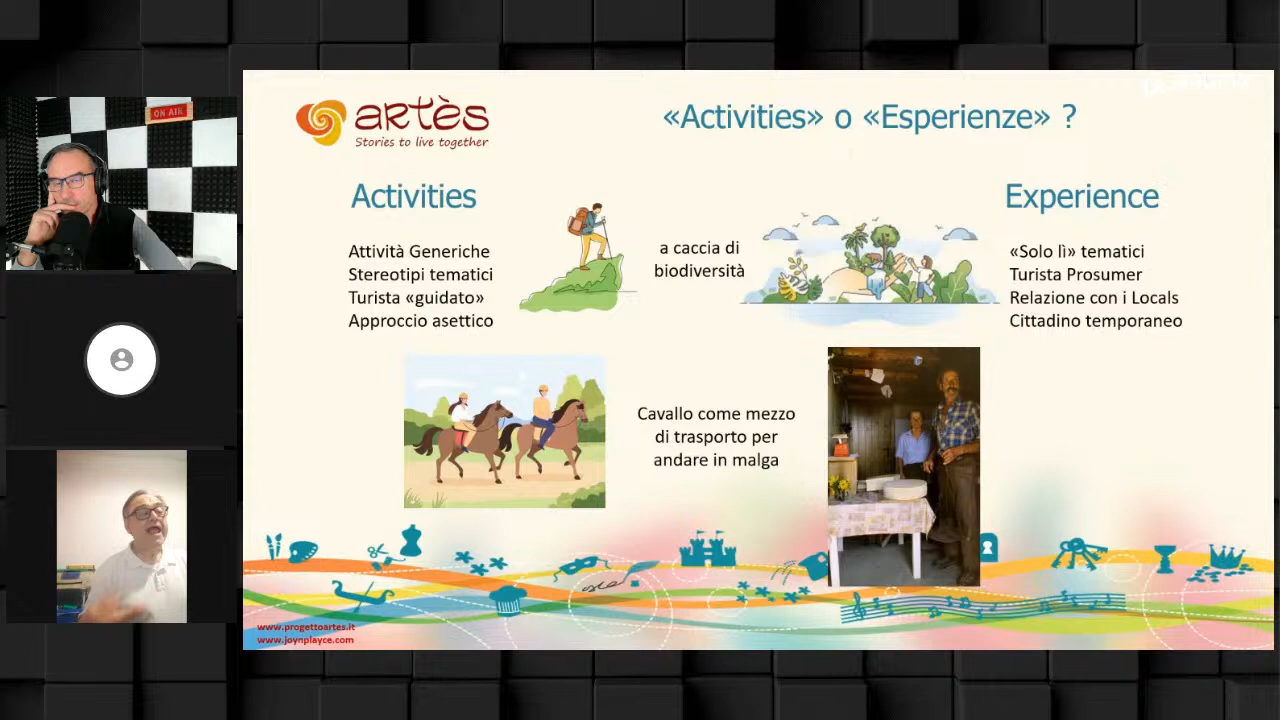 ON AIR
artès
Stories to live together
«Activities» o «Esperienze» ?
Activities
Attività Generiche
Stereotipi tematici
Turista «guidato»
Approccio asettico
a caccia di
biodiversità
Experience
«Solo lì» tematici
Turista Prosumer
Relazione con i Locals
Cittadino temporaneo
Cavallo come mezzo
di trasporto per
andare in malga
www.progettoartes.it
www.joynplayce.com